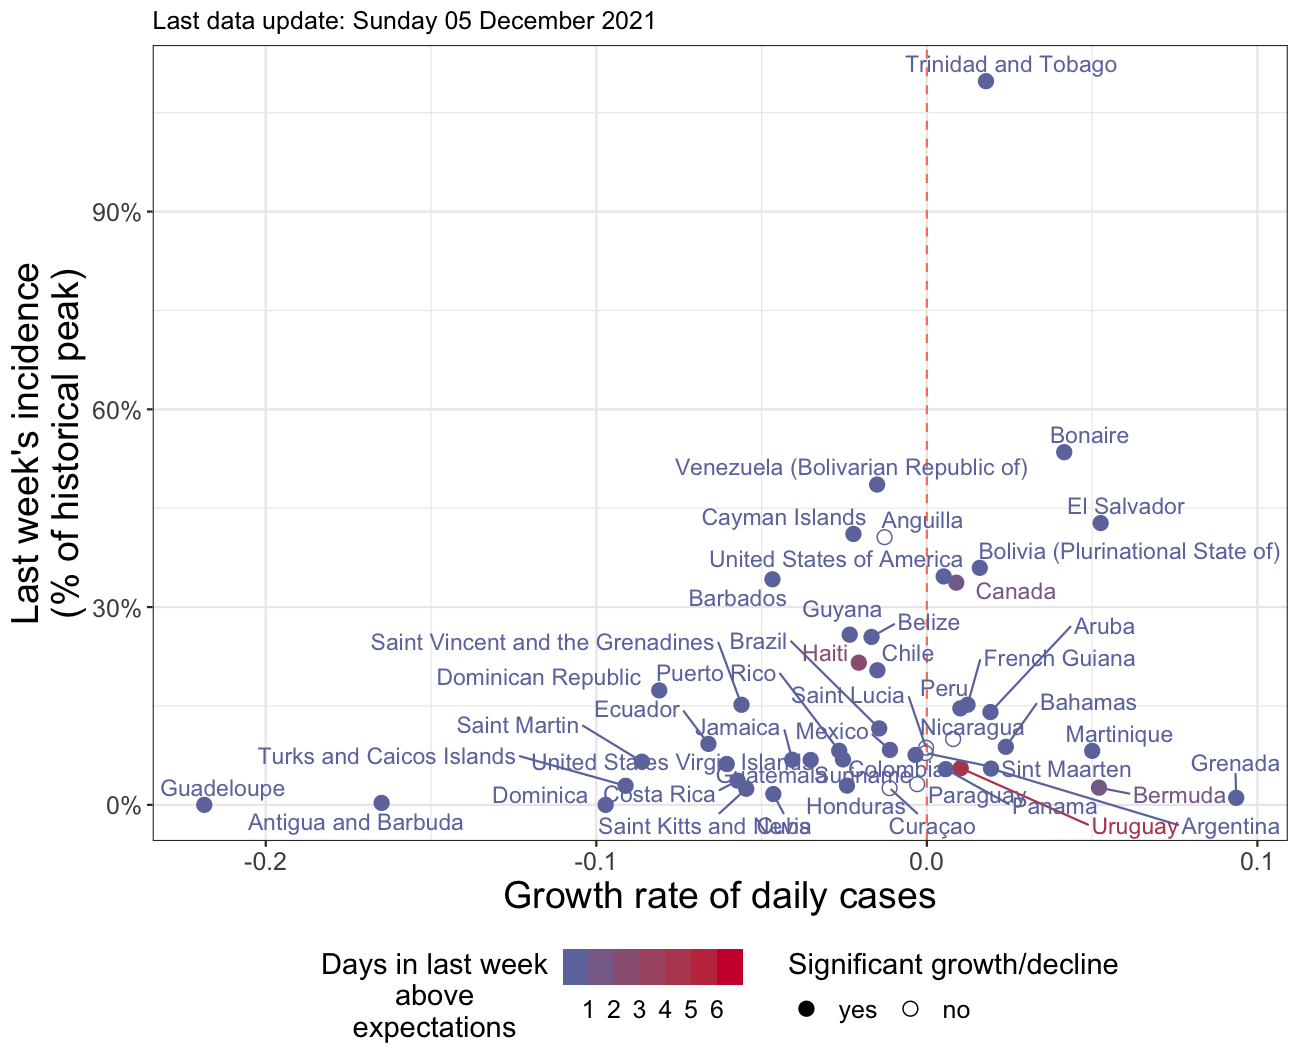 Last data update: Sunday 05 December 2021
Trinidad and Tobago
90%
60%
30%
0%
Last week's incidence
(% of historical peak)
Bonaire
Venezuela (Bolivarian Republic of)
El Salvador
Cayman Islands
Anguilla
United States of America
Bolivia (Plurinational State of)
Canada
Barbados
Guyana
Belize
Aruba
Saint Vincent and the Grenadines
Brazil
Haiti
Chile
French Guiana
Dominican Republic
Puerto Rico
Saint Lucia
Peru
Bahamas
Ecuador
Saint Martin
Jamaica
Mexico
Nicaragua
Martinique
Turks and Caicos Islands
United States Virgin Islands
Guatemala
Suriname
Colombia
Sint Maarten
Grenada
Guadeloupe
Dominica
Costa Rica
Honduras
Paraguay
Panama
Bermuda
Antigua and Barbuda
Saint Kitts and Nevis
Cuba
Curaçao
Uruguay
Argentina
-0.2
-0.1
0.0
0.1
Growth rate of daily cases
Days in last week
above
expectations
1 2 3 4 5 6
Significant growth/decline
yes
no